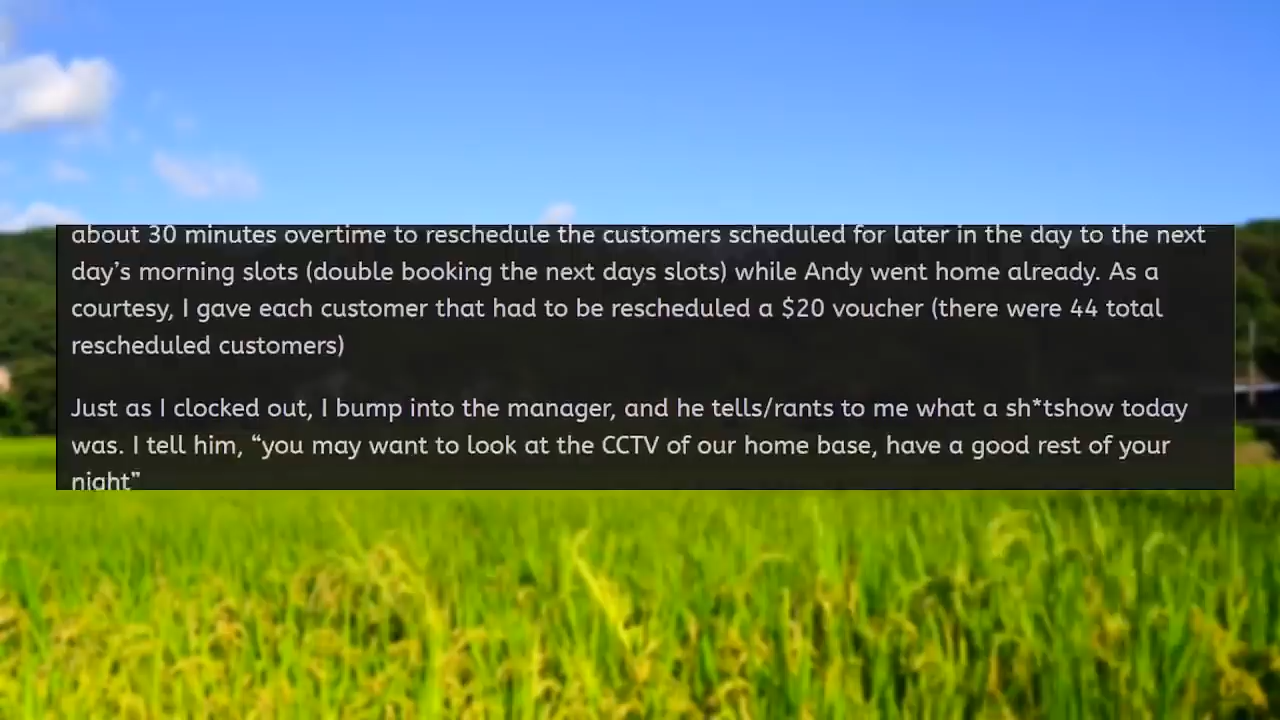 about 30 minutes overtime to reschedule the customers scheduled for later in the day to the next
day’s morning slots (double booking the next days slots) while Andy went home already. As a
courtesy, I gave each customer that had to be rescheduled a $20 voucher (there were 44 total
rescheduled customers)
Just as I clocked out, I bump into the manager, and he tells/rants to me what a sh*tshow today
was. I tell him, “you may want to look at the CCTV of our home base, have a good rest of your
night”